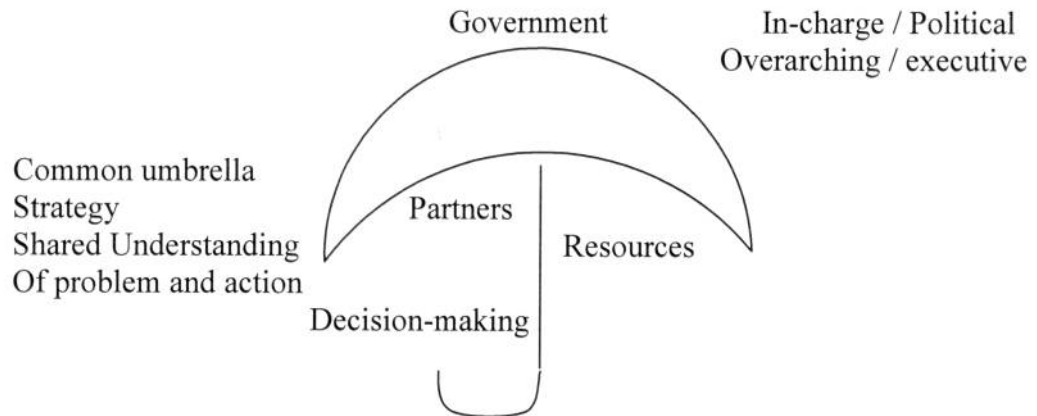 Government
In-charge / Political
Overarching / executive
Common umbrella
Strategy
Shared Understanding
Of problem and action
Partners
Resources
Decision-making